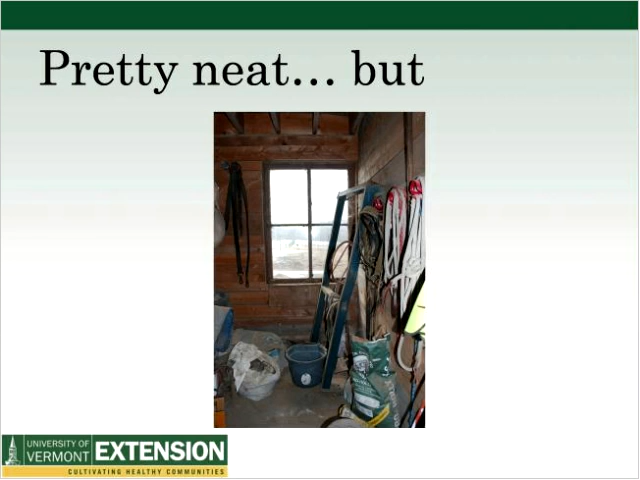 Pretty neat... but
UNIVERSITY OF
VERMONT
EXTENSION
CULTIVATING HEALTHY COMMUNITIES